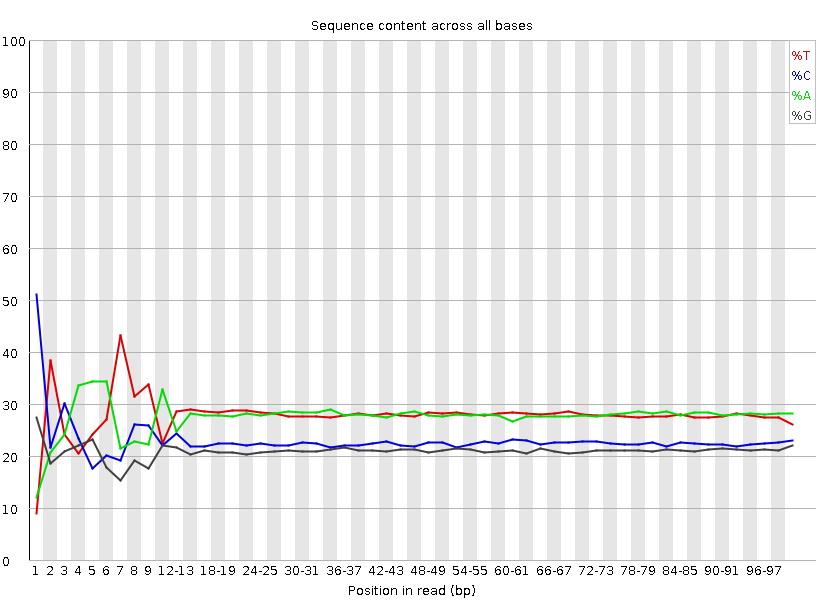 Sequence content across all bases
100
90
80
70
60
50
40
30
20
10
0
%T
%C
%A
%G
1 2 3 4 5 6 7 8 9 12-13 18-19 24-25 30-31 36-37 42-43 48-49 54-55 60-61 66-67 72-73 78-79 84-85 90-91 96-97
Position in read (bp)